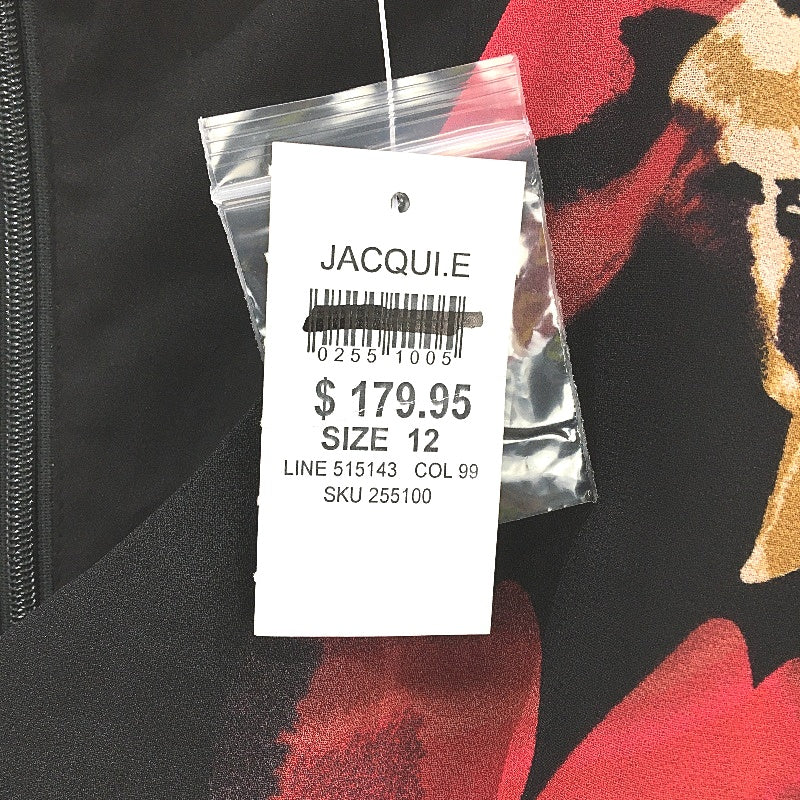 JACQUI.E
0255 1005
$ 179.95
SIZE 12
LINE 515143 COL 99
SKU 255100